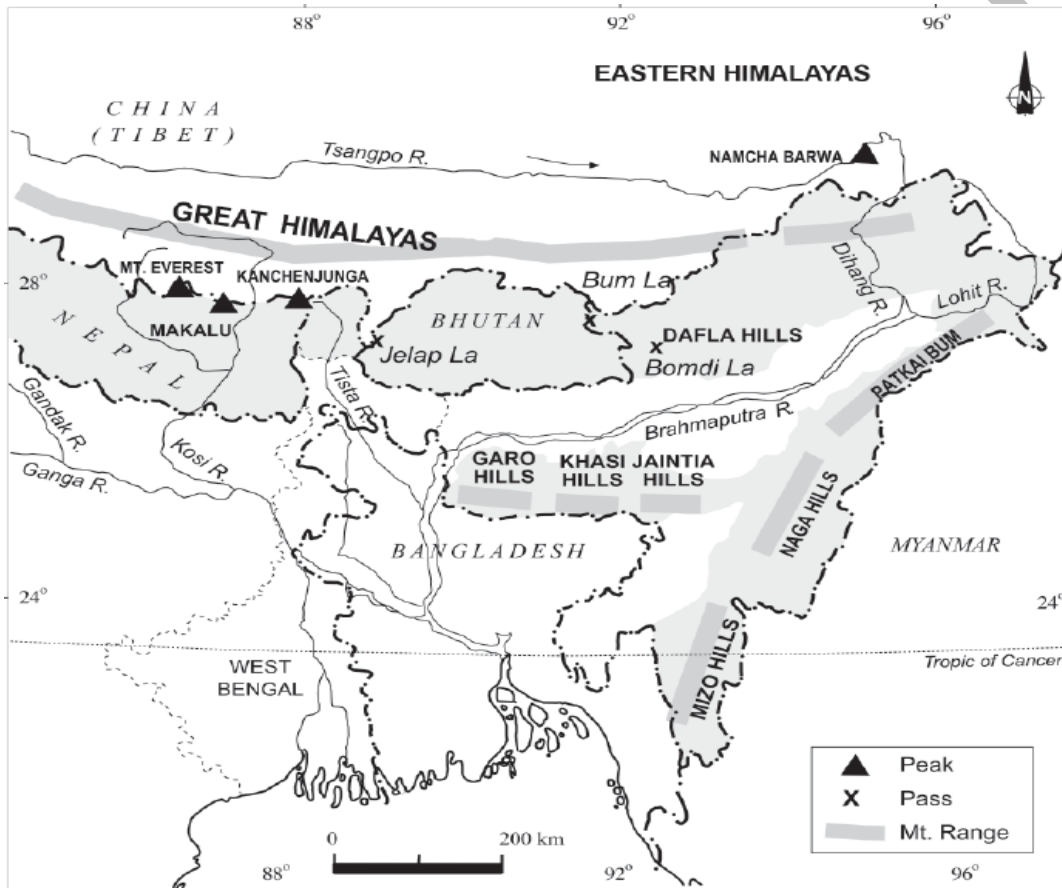 88°
92°
96°
EASTERN HIMALAYAS
N
CHINA
(TIBET)
Tsangpo R.
NAMCHA BARWA
GREAT HIMALAYAS
MT. EVEREST
KANCHENJUNGA
28°
MAKALU
NEPAL
BHUTAN
Bum La
Dihang R.
Lohit R.
Jelap La
DAFLA HILLS
Bomdi La
PATKAI BUM
Tista R.
Gandak R.
Kosi R.
Ganga R.
Brahmaputra R.
GARO
HILLS
KHASI
HILLS
JAINTIA
HILLS
NAGA HILLS
BANGLADESH
MYANMAR
24°
24°
Tropic of Cancer
WEST
BENGAL
MIZO HILLS
Peak
X Pass
Mt. Range
0
200 km
88°
92°
96°